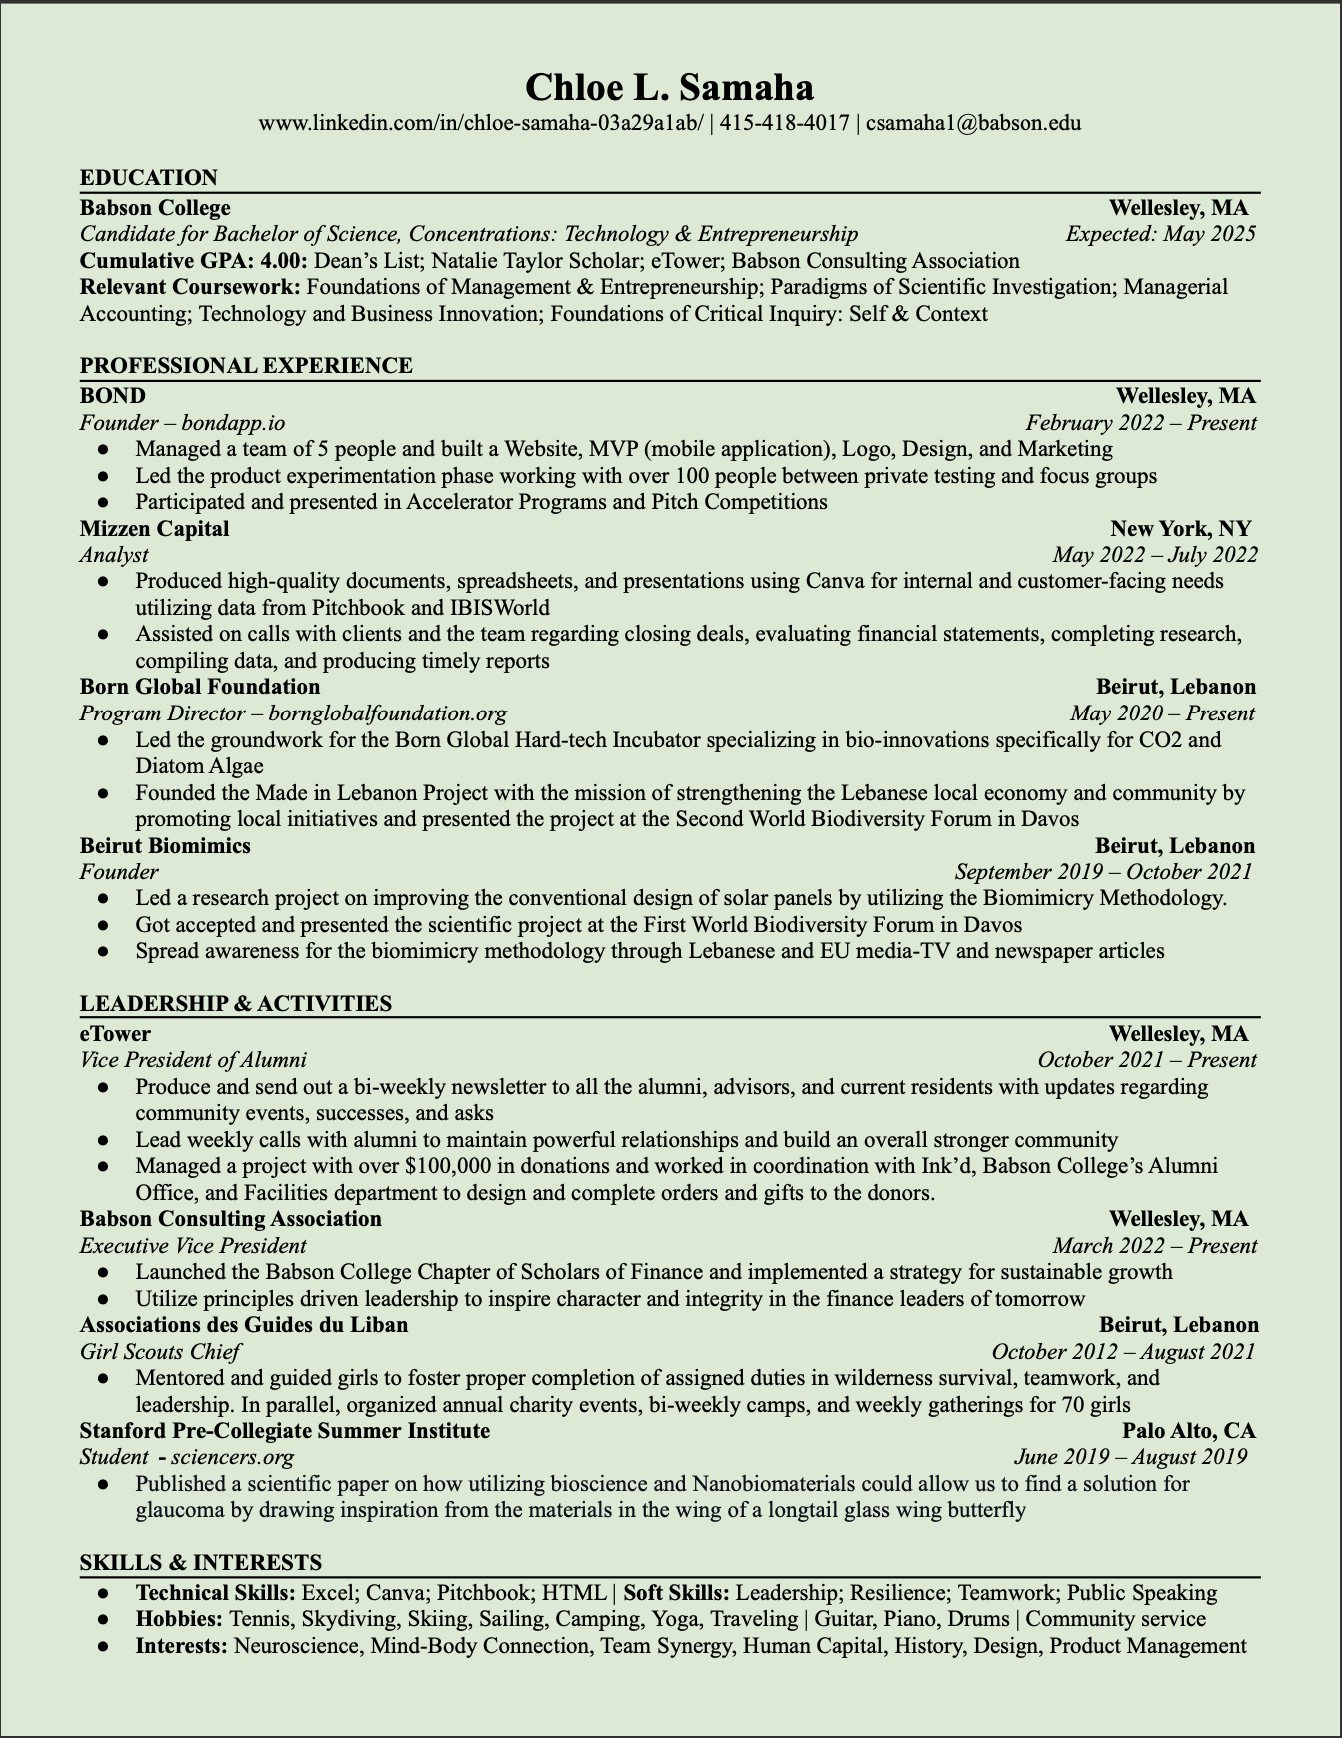 Chloe L. Samaha
www.linkedin.com/in/chloe-samaha-03a29a1ab/ | 415-418-4017 | csamaha1@babson.edu
EDUCATION
Babson College Wellesley, MA
Candidate for Bachelor of Science, Concentrations: Technology & Entrepreneurship Expected: May 2025
Cumulative GPA: 4.00: Dean's List; Natalie Taylor Scholar; eTower; Babson Consulting Association
Relevant Coursework: Foundations of Management & Entrepreneurship; Paradigms of Scientific Investigation; Managerial
Accounting; Technology and Business Innovation; Foundations of Critical Inquiry: Self & Context
PROFESSIONAL EXPERIENCE
BOND Wellesley, MA
Founder – bondapp.io February 2022 – Present
● Managed a team of 5 people and built a Website, MVP (mobile application), Logo, Design, and Marketing
● Led the product experimentation phase working with over 100 people between private testing and focus groups
● Participated and presented in Accelerator Programs and Pitch Competitions
Mizzen Capital New York, NY
Analyst May 2022 – July 2022
● Produced high-quality documents, spreadsheets, and presentations using Canva for internal and customer-facing needs
utilizing data from Pitchbook and IBISWorld
● Assisted on calls with clients and the team regarding closing deals, evaluating financial statements, completing research,
compiling data, and producing timely reports
Born Global Foundation Beirut, Lebanon
Program Director – bornglobalfoundation.org May 2020 – Present
● Led the groundwork for the Born Global Hard-tech Incubator specializing in bio-innovations specifically for CO2 and
Diatom Algae
● Founded the Made in Lebanon Project with the mission of strengthening the Lebanese local economy and community by
promoting local initiatives and presented the project at the Second World Biodiversity Forum in Davos
Beirut Biomimics Beirut, Lebanon
Founder September 2019 – October 2021
● Led a research project on improving the conventional design of solar panels by utilizing the Biomimicry Methodology.
● Got accepted and presented the scientific project at the First World Biodiversity Forum in Davos
● Spread awareness for the biomimicry methodology through Lebanese and EU media-TV and newspaper articles
LEADERSHIP & ACTIVITIES
eTower Wellesley, MA
Vice President of Alumni October 2021 – Present
● Produce and send out a bi-weekly newsletter to all the alumni, advisors, and current residents with updates regarding
community events, successes, and asks
● Lead weekly calls with alumni to maintain powerful relationships and build an overall stronger community
● Managed a project with over $100,000 in donations and worked in coordination with Ink'd, Babson College's Alumni
Office, and Facilities department to design and complete orders and gifts to the donors.
Babson Consulting Association Wellesley, MA
Executive Vice President March 2022 – Present
● Launched the Babson College Chapter of Scholars of Finance and implemented a strategy for sustainable growth
● Utilize principles driven leadership to inspire character and integrity in the finance leaders of tomorrow
Associations des Guides du Liban Beirut, Lebanon
Girl Scouts Chief October 2012 – August 2021
● Mentored and guided girls to foster proper completion of assigned duties in wilderness survival, teamwork, and
leadership. In parallel, organized annual charity events, bi-weekly camps, and weekly gatherings for 70 girls
Stanford Pre-Collegiate Summer Institute Palo Alto, CA
Student - sciencers.org June 2019 – August 2019
● Published a scientific paper on how utilizing bioscience and Nanobiomaterials could allow us to find a solution for
glaucoma by drawing inspiration from the materials in the wing of a longtail glass wing butterfly
SKILLS & INTERESTS
● Technical Skills: Excel; Canva; Pitchbook; HTML | Soft Skills: Leadership; Resilience; Teamwork; Public Speaking
● Hobbies: Tennis, Skydiving, Skiing, Sailing, Camping, Yoga, Traveling | Guitar, Piano, Drums | Community service
● Interests: Neuroscience, Mind-Body Connection, Team Synergy, Human Capital, History, Design, Product Management